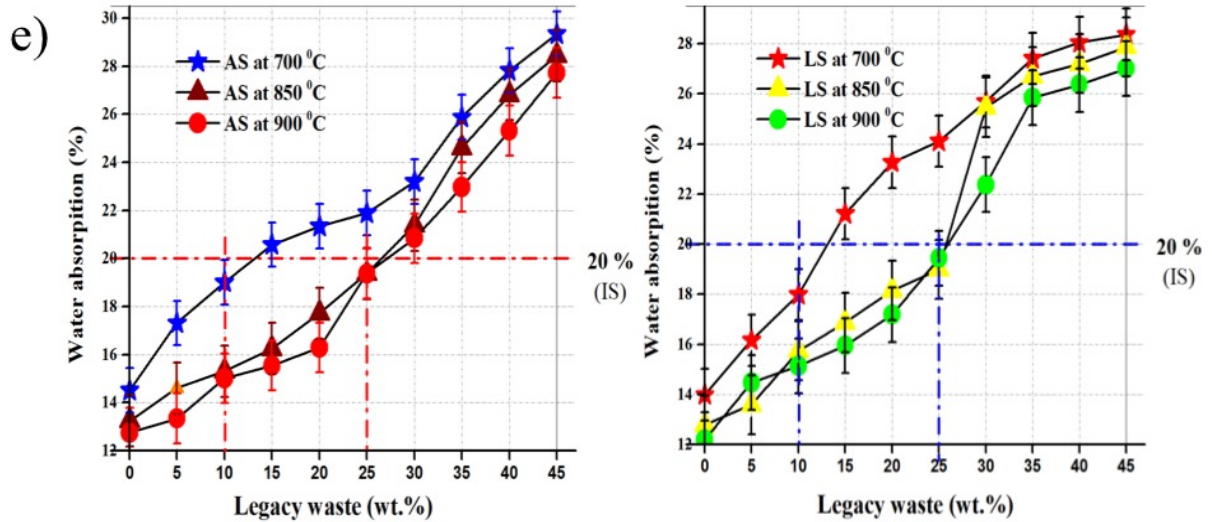 e)
Water absorpition (%)
30
28
26
24
22
20
18
16
14
12
AS at 700 ⁰C
AS at 850 ⁰C
AS at 900 ⁰C
20 %
(IS)
0 5 10 15 20 25 30 35 40 45
Legacy waste (wt.%)
Water absorpition (%)
28
26
24
22
20
18
16
14
12
LS at 700 ⁰C
LS at 850 ⁰C
LS at 900 ⁰C
20 %
(IS)
0 5 10 15 20 25 30 35 40 45
Legacy waste (wt.%)